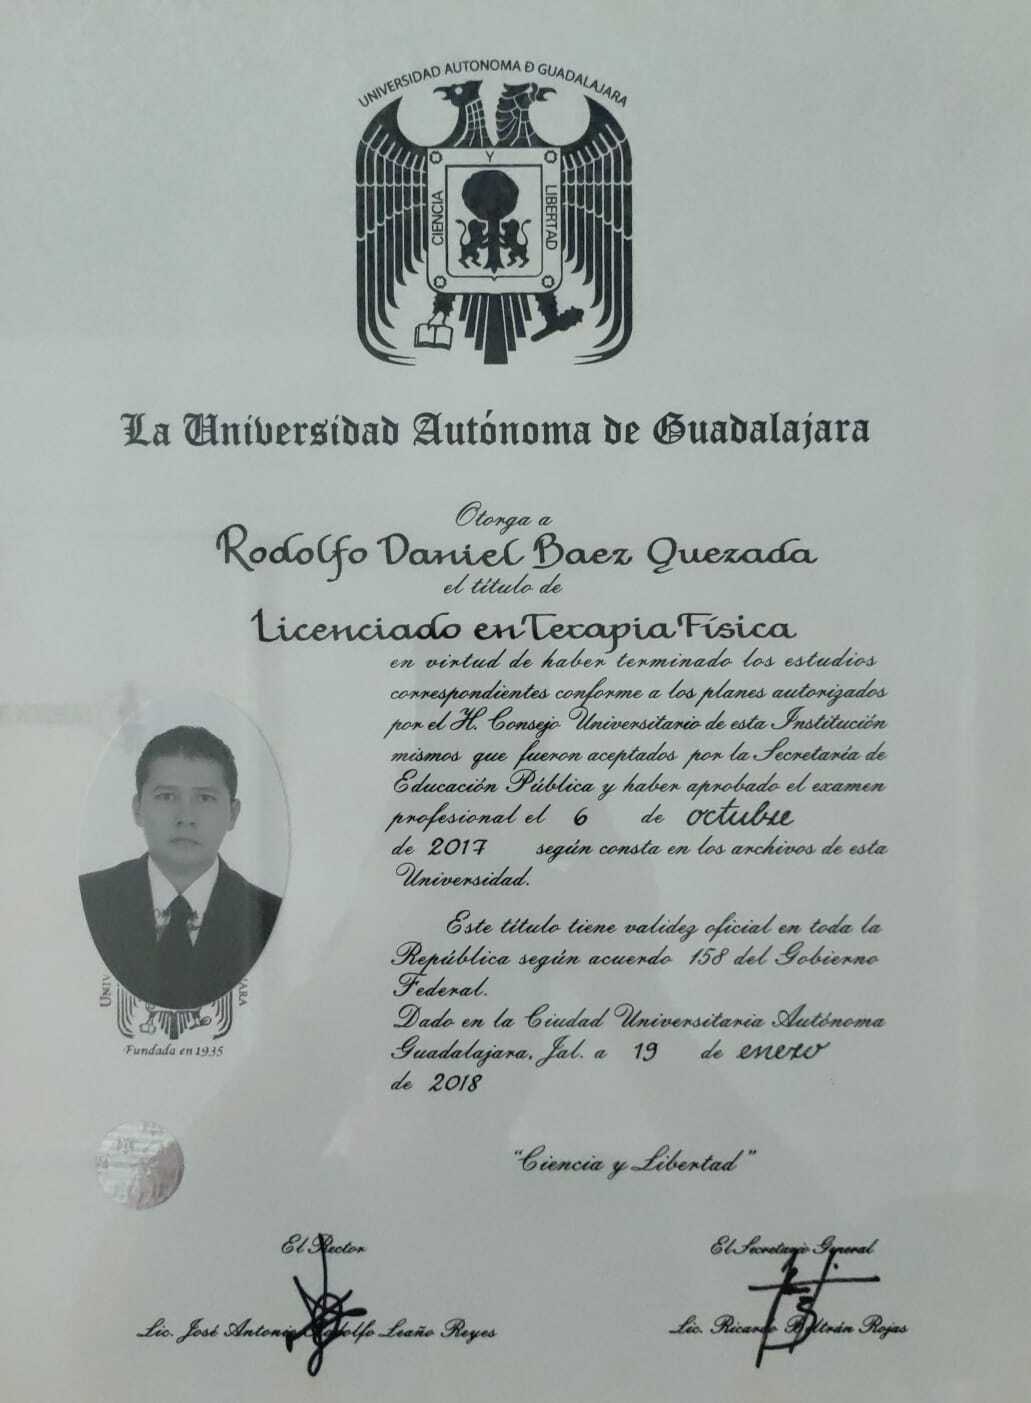 UNIVERSIDAD AUTONOMA Ð GUADALAJARA
Y
CIENCIA
LIBERTAD
La Universidad Autónoma de Guadalajara
Otorga a
Rodolfo Daniel Baez Quezada
el título de
Licenciado en Terapia Física
en virtud de haber terminado los estudios
correspondientes conforme a los planes autorizados
por el H. Consejo Universitario de esta Institución
mismos que fueron aceptados por la Secretaría de
Educación Pública y haber aprobado el examen
profesional el 6 de octubre
de 2017 según consta en los archivos de esta
Universidad.
Este título tiene validez oficial en toda la
República según acuerdo 158 del Gobierno
Federal.
Dado en la Ciudad Universitaria Autónoma
Guadalajara, Jal. a 19 de enero
de 2018
Fundada en 1935
"Ciencia y Libertad"
El Rector
El Secretario General
Lic. José Antonio Rodolfo Leaño Reyes
Lic. Ricardo Beltrán Rojas